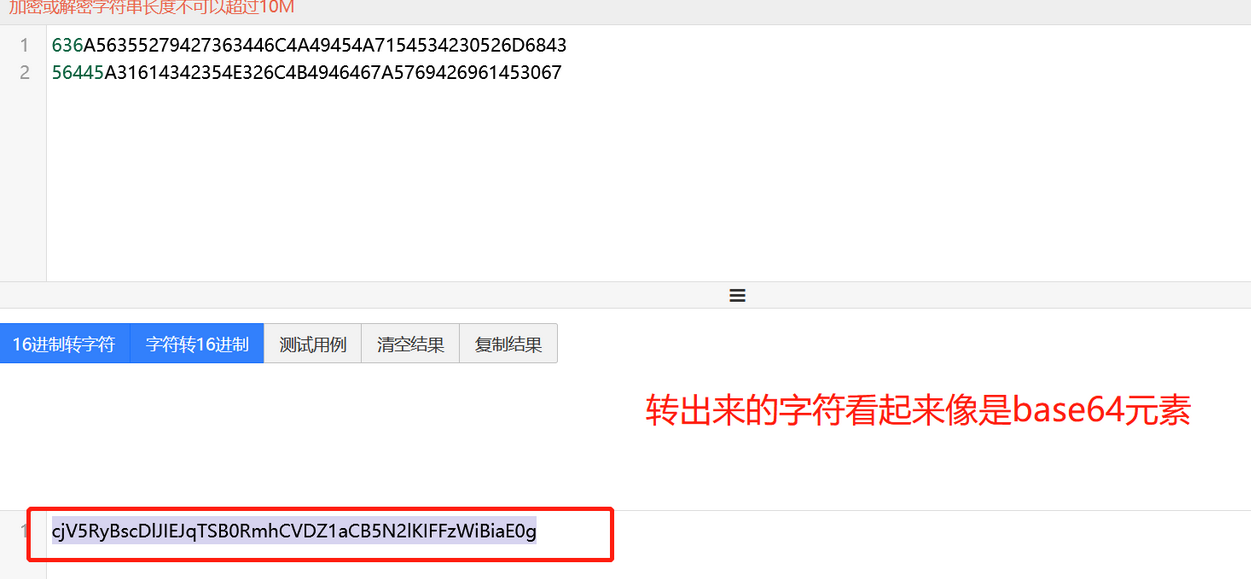 加密或解密字符串长度不可以超过10M
1 636A56355279427363446C4A49454A7154534230526D6843
2 56445A31614342354E326C4B4946467A5769426961453067
16进制转字符 字符转16进制 测试用例 清空结果 复制结果
转出来的字符看起来像是base64元素
1 cjV5RyBscDlJIEJqTSB0RmhCVDZ1aCB5N2lKIFFzWiBiaE0g